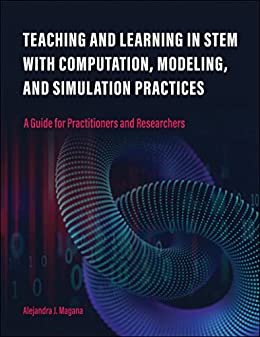 TEACHING AND LEARNING IN STEM
WITH COMPUTATION, MODELING,
AND SIMULATION PRACTICES
A Guide for Practitioners and Researchers
Alejandra J. Magana